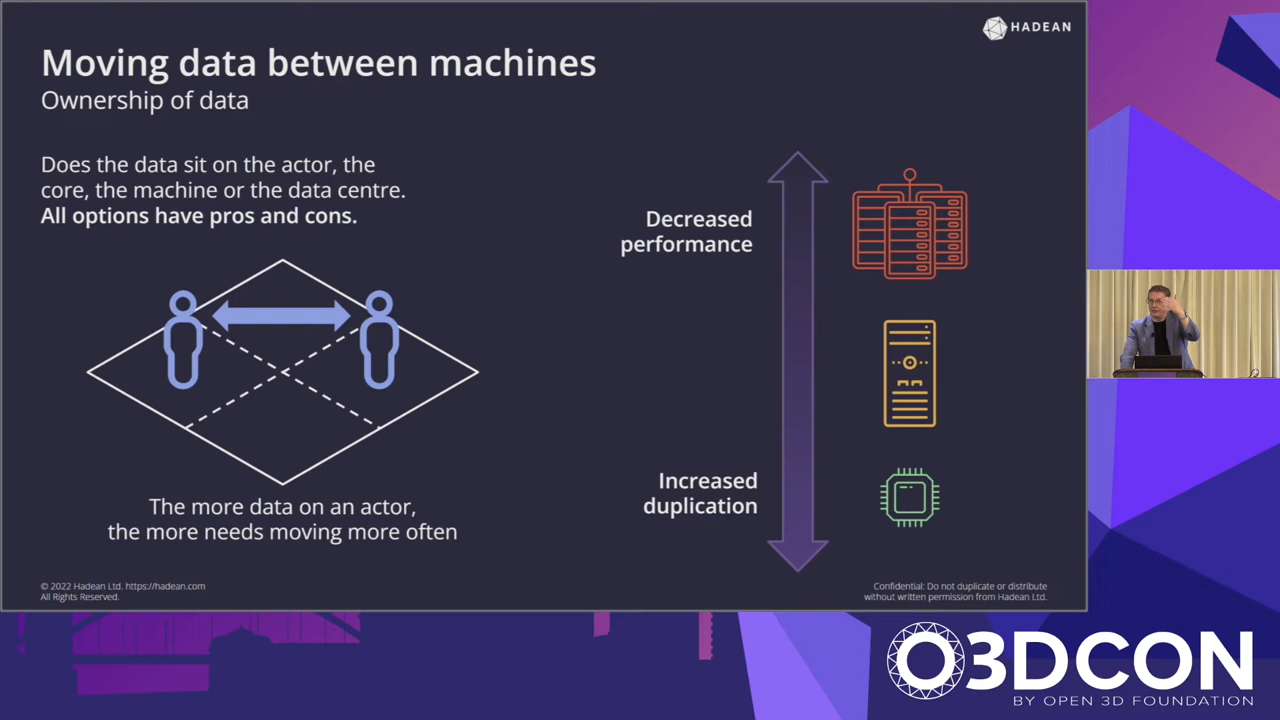 HADEAN
Moving data between machines
Ownership of data
Does the data sit on the actor, the
core, the machine or the data centre.
All options have pros and cons.
The more data on an actor,
the more needs moving more often
Decreased
performance
Increased
duplication
© 2022 Hadean Ltd. https://hadean.com
All Rights Reserved.
Confidential: Do not duplicate or distribute
without written permission from Hadean Ltd.
O3DCON
BY OPEN 3D FOUNDATION